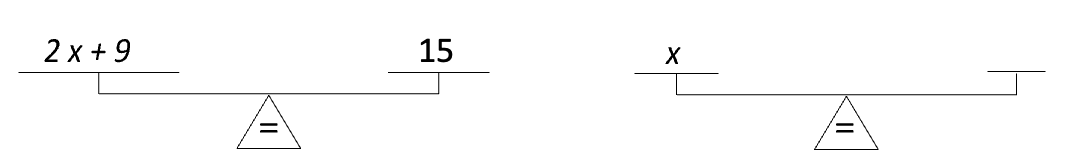 2 x + 9 15 x
= =